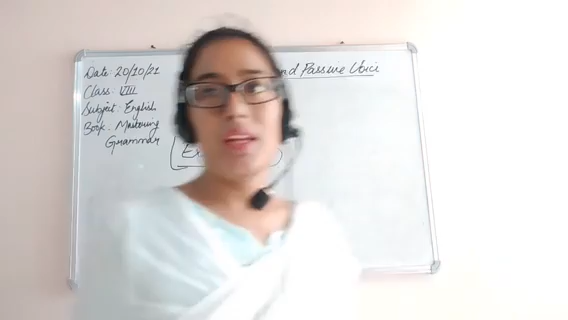 Date: 20/10/21
nd Passive Voice
Class: VIII
Subject: English
Book: Mastering
Grammar